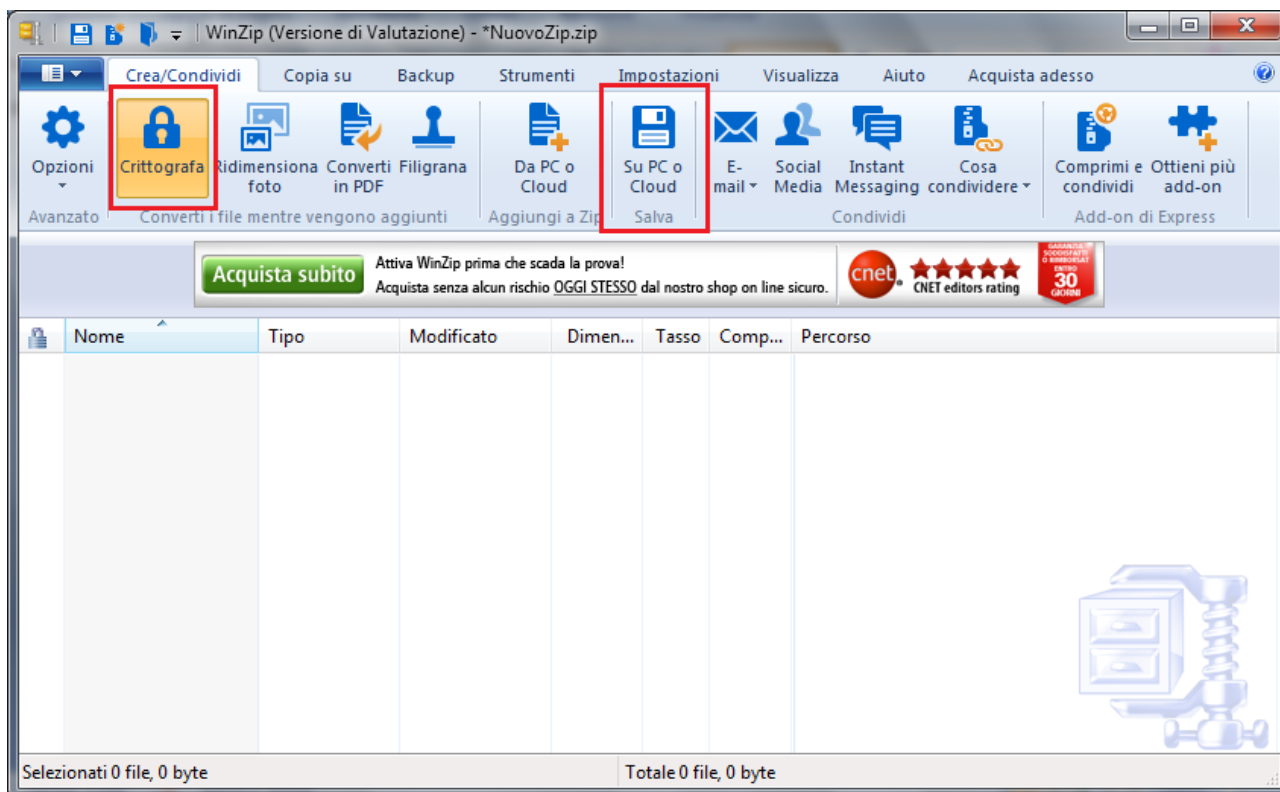 WinZip (Versione di Valutazione) - *NuovoZip.zip
Crea/Condividi Copia su Backup Strumenti Impostazioni Visualizza Aiuto Acquista adesso
Opzioni
Crittografa
Ridimensiona
foto
Converti
in PDF
Filigrana
Da PC o
Cloud
Su PC o
Cloud
E-
mail
Social
Media
Instant
Messaging
Cosa
condividere
Comprimi e
condividi
Ottieni più
add-on
Avanzato Converti i file mentre vengono aggiunti Aggiungi a Zip Salva Condividi Add-on di Express
Acquista subito
Attiva WinZip prima che scada la prova!
Acquista senza alcun rischio OGGI STESSO dal nostro shop on line sicuro.
cnet
CNET editors rating
GARANZIA
SODDISFATTI
O RIMBORSATI
ENTRO
30
GIORNI
Nome Tipo Modificato Dimen... Tasso Comp... Percorso
Selezionati 0 file, 0 byte Totale 0 file, 0 byte